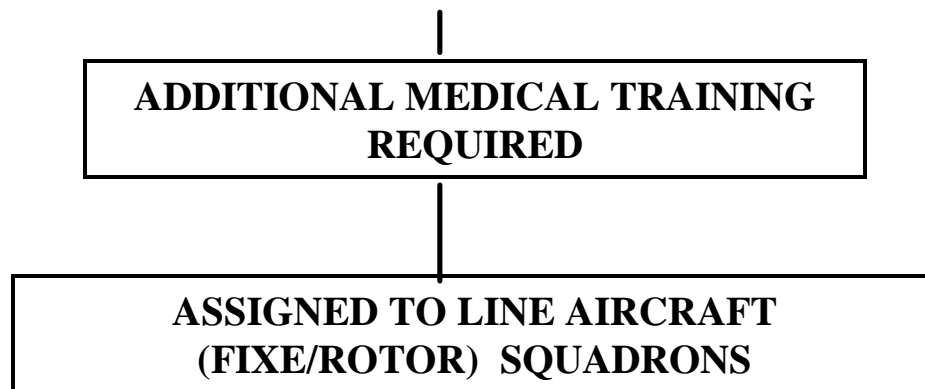 ADDITIONAL MEDICAL TRAINING
REQUIRED
ASSIGNED TO LINE AIRCRAFT
(FIXE/ROTOR) SQUADRONS